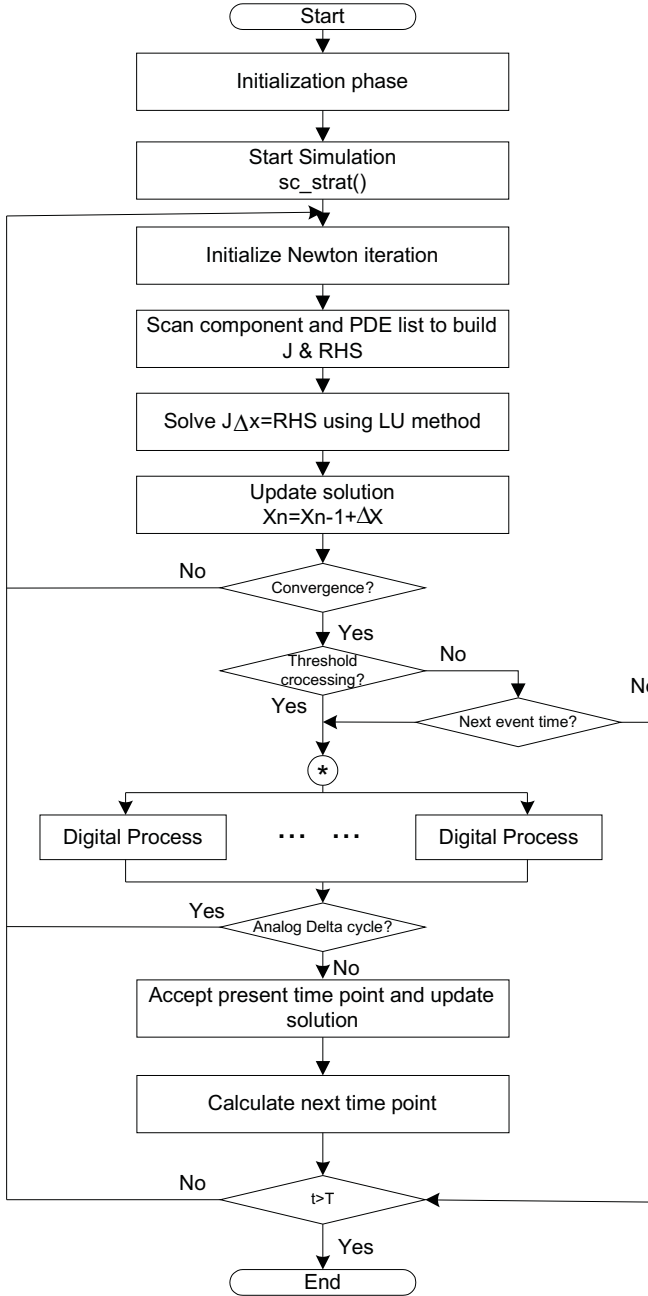 Start
Initialization phase
Start Simulation
sc_strat()
Initialize Newton iteration
Scan component and PDE list to build
J & RHS
Solve JΔx=RHS using LU method
Update solution
Xn=Xn-1+ΔX
No
Convergence?
Yes
Threshold
crocessing?
No
Yes
Next event time?
No
*
Digital Process
... ...
Digital Process
Yes
Analog Delta cycle?
No
Accept present time point and update
solution
Calculate next time point
No
t>T
Yes
End